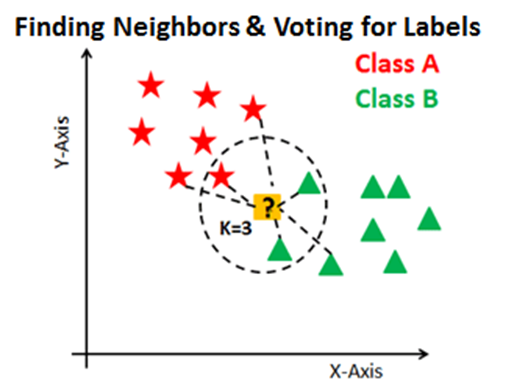 Finding Neighbors & Voting for Labels
Class A
Class B
Y-Axis
?
K=3
X-Axis